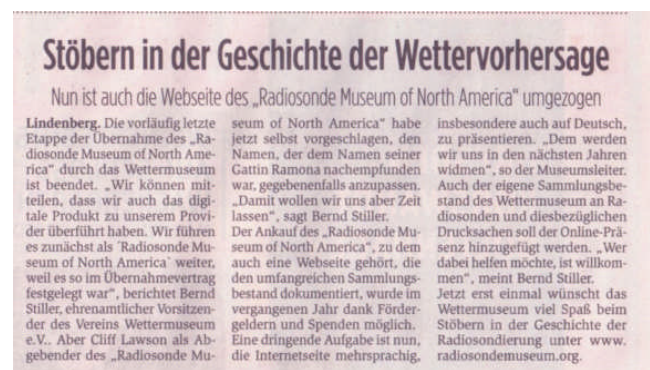 Stöbern in der Geschichte der Wettervorhersage
Nun ist auch die Webseite des „Radiosonde Museum of North America" umgezogen
Lindenberg. Die vorläufig letzte
Etappe der Übernahme des „Ra-
diosonde Museum of North Ame-
rica" durch das Wettermuseum
ist beendet. „Wir können mit-
teilen, dass wir auch das digi-
tale Produkt zu unserem Provi-
der überführt haben. Wir führen
es zunächst als ´Radiosonde Mu-
seum of North America` weiter,
weil es so im Übernahmevertrag
festgelegt war", berichtet Bernd
Stiller, ehrenamtlicher Vorsitzen-
der des Vereins Wettermuseum
e.V.. Aber Cliff Lawson als Ab-
gebender des „Radiosonde Mu-
seum of North America" habe
jetzt selbst vorgeschlagen, den
Namen, der dem Namen seiner
Gattin Ramona nachempfunden
war, gegebenenfalls anzupassen.
„Damit wollen wir uns aber Zeit
lassen", sagt Bernd Stiller.
Der Ankauf des „Radiosonde Mu-
seum of North America", zu dem
auch eine Webseite gehört, die
den umfangreichen Sammlungs-
bestand dokumentiert, wurde im
vergangenen Jahr dank Förder-
geldern und Spenden möglich.
Eine dringende Aufgabe ist nun,
die Internetseite mehrsprachig,
insbesondere auch auf Deutsch,
zu präsentieren. „Dem werden
wir uns in den nächsten Jahren
widmen", so der Museumsleiter.
Auch der eigene Sammlungsbe-
stand des Wettermuseum an Ra-
diosonden und diesbezüglichen
Drucksachen soll der Online-Prä-
senz hinzugefügt werden. „Wer
dabei helfen möchte, ist willkom-
men", meint Bernd Stiller.
Jetzt erst einmal wünscht das
Wettermuseum viel Spaß beim
Stöbern in der Geschichte der
Radiosondierung unter www.
radiosondemuseum.org.